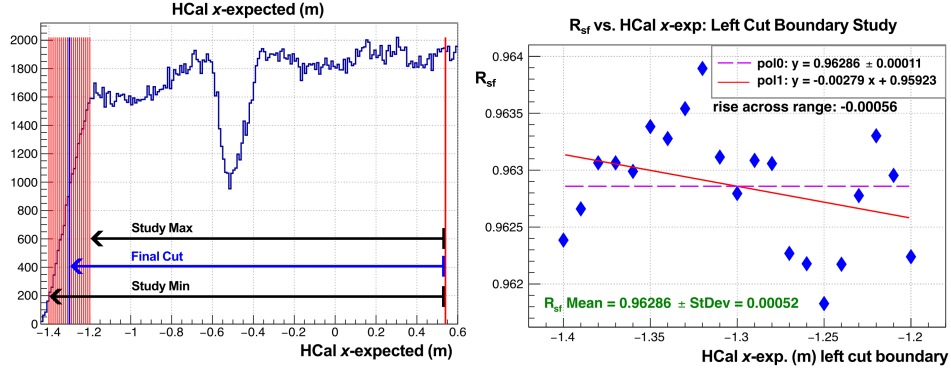 HCal x-expected (m)
2000
1800
1600
1400
1200
1000
800
600
400
200
0
Study Max
Final Cut
Study Min
−1.4 −1.2 −1 −0.8 −0.6 −0.4 −0.2 0 0.2 0.4 0.6
HCal x-expected (m)
Rsf vs. HCal x-exp: Left Cut Boundary Study
Rsf
0.964
0.9635
0.963
0.9625
0.962
pol0: y = 0.96286 ± 0.00011
pol1: y = -0.00279 x + 0.95923
rise across range: -0.00056
Rsf Mean = 0.96286 ± StDev = 0.00052
−1.4 −1.35 −1.3 −1.25 −1.2
HCal x-exp. (m) left cut boundary